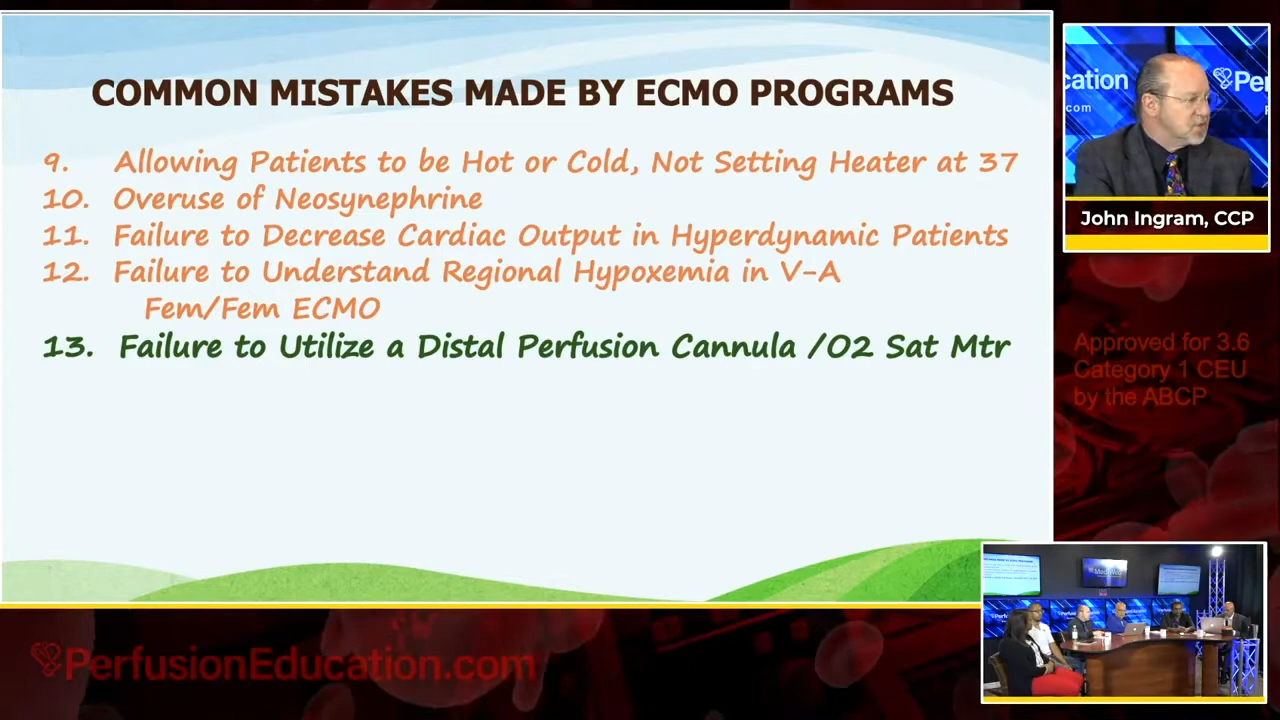 COMMON MISTAKES MADE BY ECMO PROGRAMS
9. Allowing Patients to be Hot or Cold, Not Setting Heater at 37
10. Overuse of Neosynephrine
11. Failure to Decrease Cardiac Output in Hyperdynamic Patients
12. Failure to Understand Regional Hypoxemia in V-A
Fem/Fem ECMO
13. Failure to Utilize a Distal Perfusion Cannula /O2 Sat Mtr
cation
com
Per
John Ingram, CCP
Approved for 3.6
Category 1 CEU
by the ABCP
PerfusionEducation.com